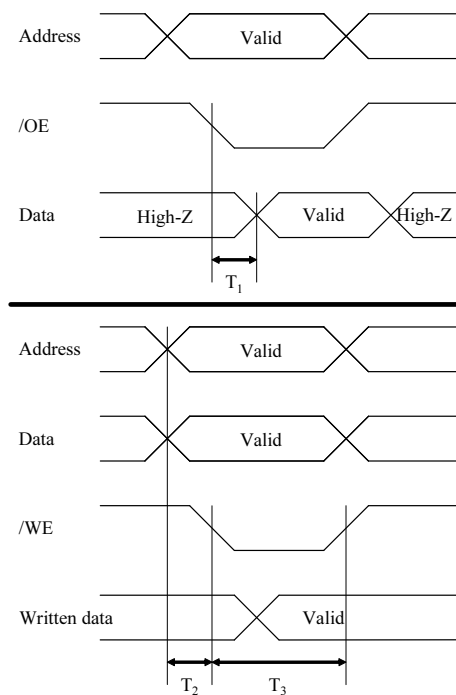 Address Valid
/OE
Data High-Z Valid High-Z
T₁
Address Valid
Data Valid
/WE
Written data Valid
T₂ T₃